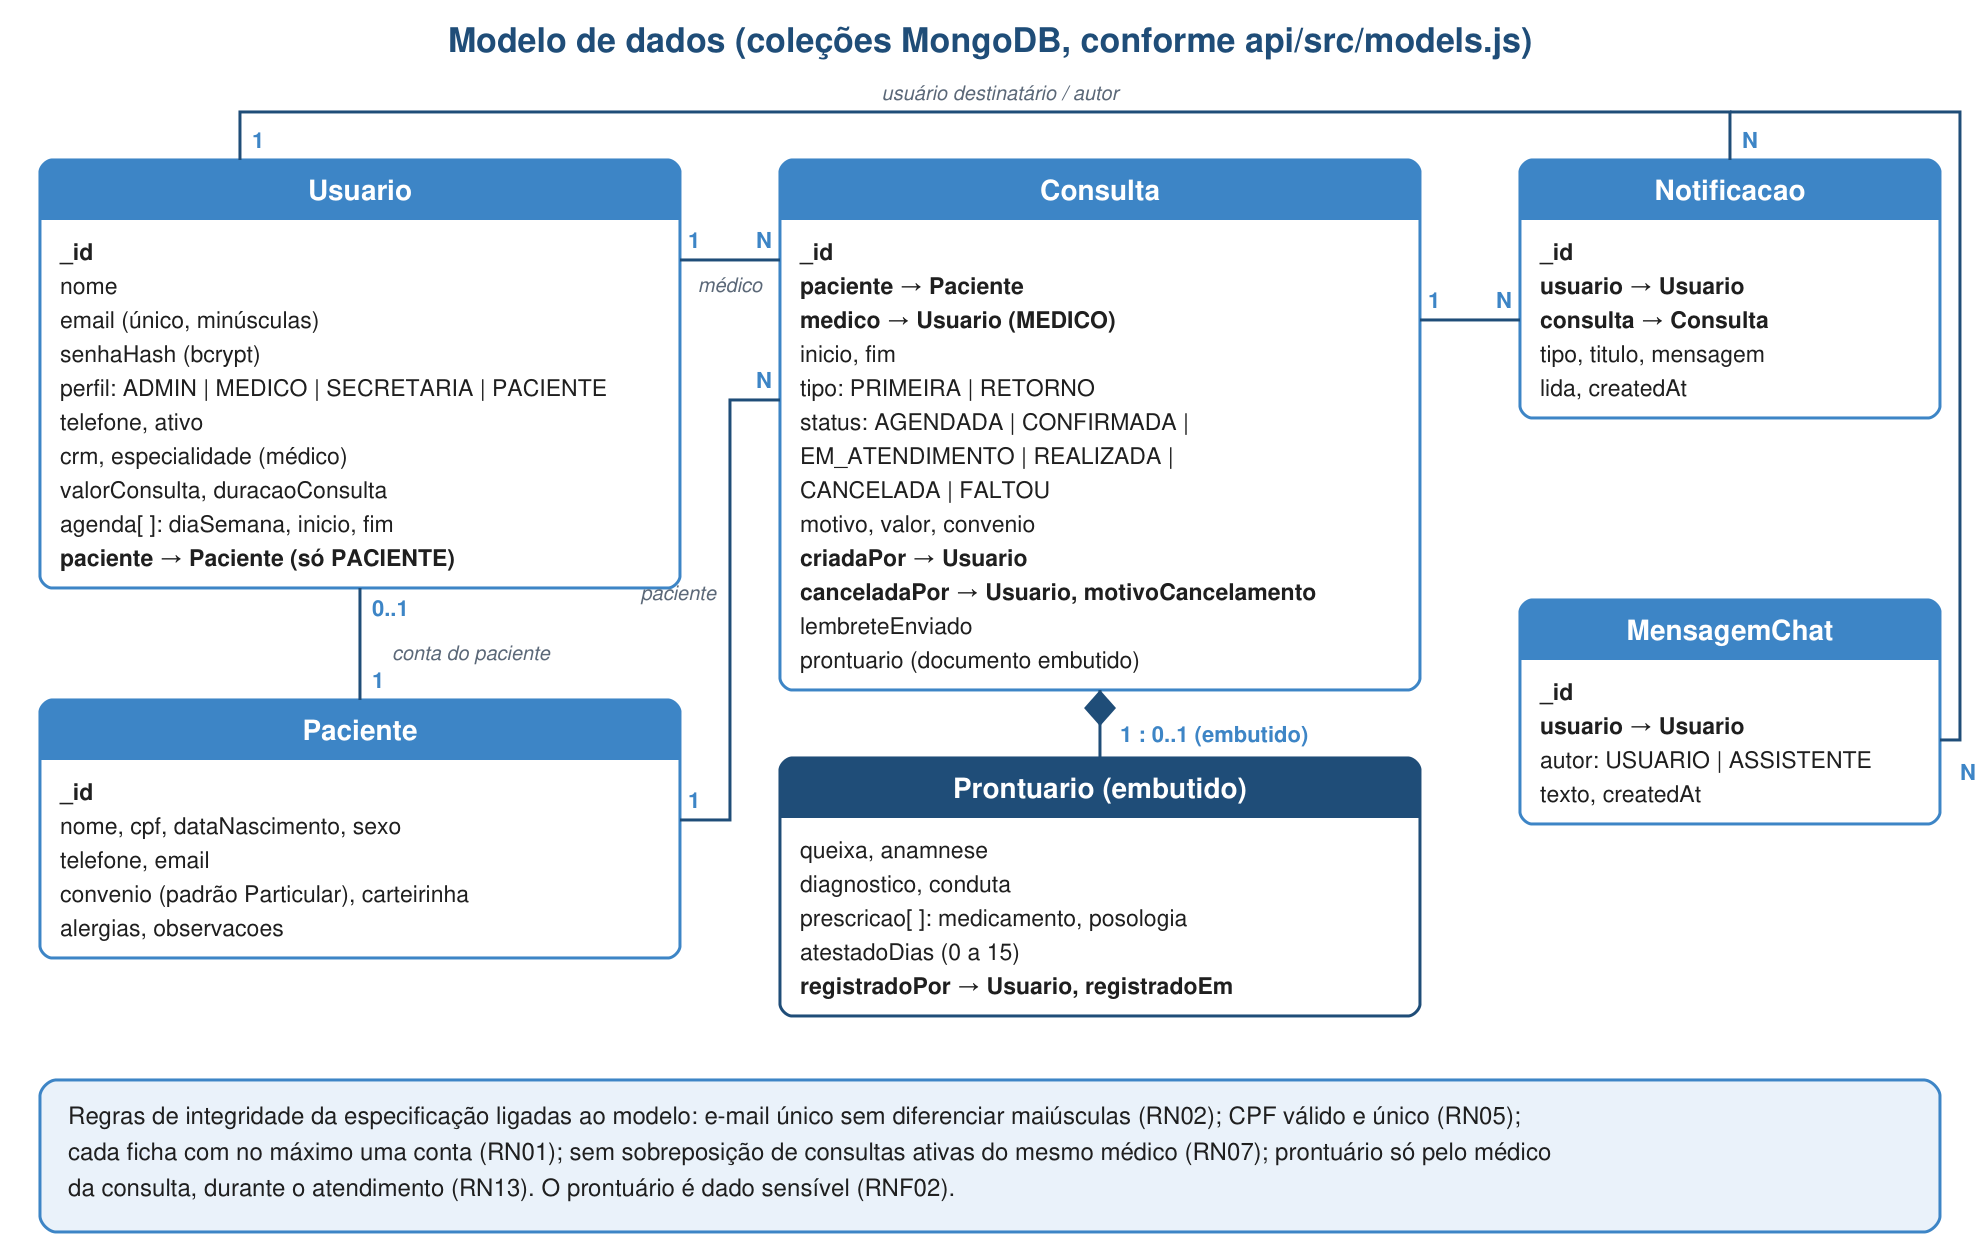 Modelo de dados (coleções MongoDB, conforme api/src/models.js)
usuário destinatário / autor
1
N
Usuario
_id
nome
email (único, minúsculas)
senhaHash (bcrypt)
perfil: ADMIN | MEDICO | SECRETARIA | PACIENTE
telefone, ativo
crm, especialidade (médico)
valorConsulta, duracaoConsulta
agenda[ ]: diaSemana, inicio, fim
paciente → Paciente (só PACIENTE)
1
N
médico
Consulta
_id
paciente → Paciente
medico → Usuario (MEDICO)
inicio, fim
tipo: PRIMEIRA | RETORNO
status: AGENDADA | CONFIRMADA |
EM_ATENDIMENTO | REALIZADA |
CANCELADA | FALTOU
motivo, valor, convenio
criadaPor → Usuario
canceladaPor → Usuario, motivoCancelamento
lembreteEnviado
prontuario (documento embutido)
1
N
Notificacao
_id
usuario → Usuario
consulta → Consulta
tipo, titulo, mensagem
lida, createdAt
N
paciente
1
0..1
conta do paciente
1
Paciente
_id
nome, cpf, dataNascimento, sexo
telefone, email
convenio (padrão Particular), carteirinha
alergias, observacoes
1 : 0..1 (embutido)
Prontuario (embutido)
queixa, anamnese
diagnostico, conduta
prescricao[ ]: medicamento, posologia
atestadoDias (0 a 15)
registradoPor → Usuario, registradoEm
MensagemChat
_id
usuario → Usuario
autor: USUARIO | ASSISTENTE
texto, createdAt
N
Regras de integridade da especificação ligadas ao modelo: e-mail único sem diferenciar maiúsculas (RN02); CPF válido e único (RN05);
cada ficha com no máximo uma conta (RN01); sem sobreposição de consultas ativas do mesmo médico (RN07); prontuário só pelo médico
da consulta, durante o atendimento (RN13). O prontuário é dado sensível (RNF02).